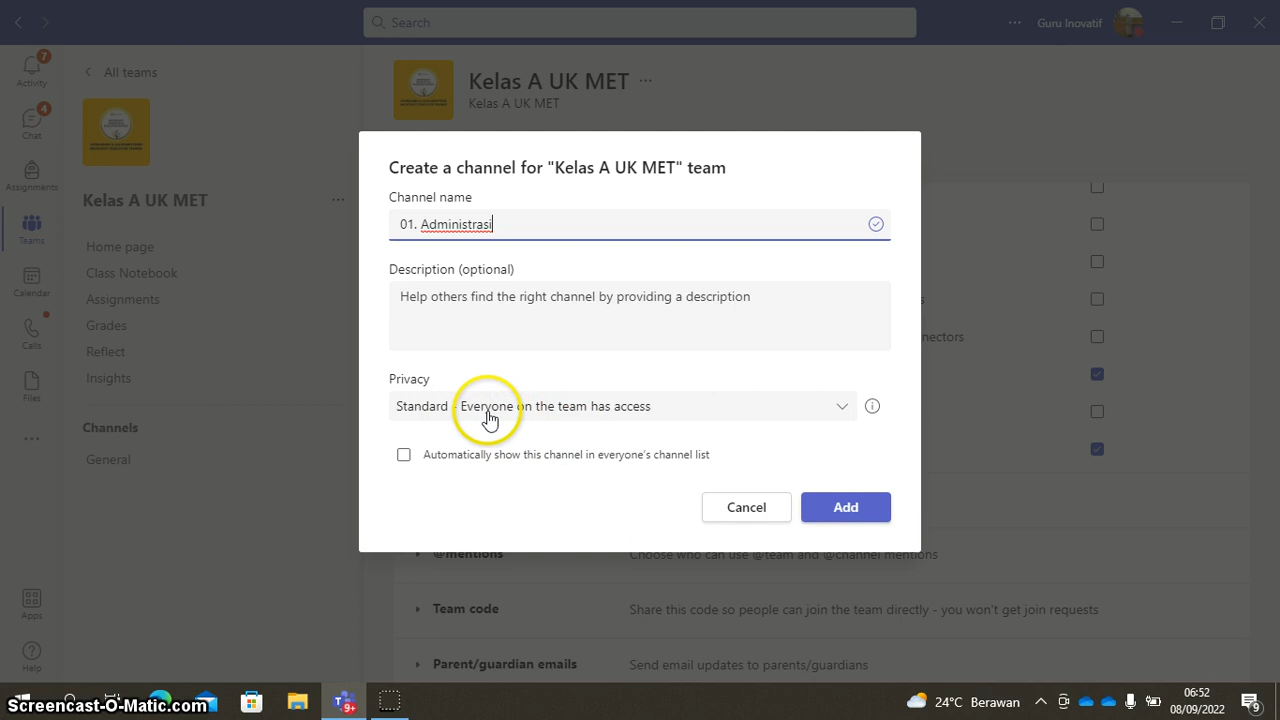 Search
Guru Inovatif
7
Activity
4
Chat
Assignments
Teams
Calendar
Calls
Files
Apps
Help
All teams
Kelas A UK MET
Home page
Class Notebook
Assignments
Grades
Reflect
Insights
Channels
General
Kelas A UK MET
Kelas A UK MET
Create a channel for "Kelas A UK MET" team
Channel name
01. Administrasi
Description (optional)
Help others find the right channel by providing a description
Privacy
Standard - Everyone on the team has access
Automatically show this channel in everyone's channel list
Cancel
Add
nectors
@mentions
Choose who can use @team and @channel mentions
Team code
Share this code so people can join the team directly - you won't get join requests
Parent/guardian emails
Send email updates to parents/guardians
Screencast-O-Matic.com
9+
24°C Berawan
06:52
08/09/2022
9